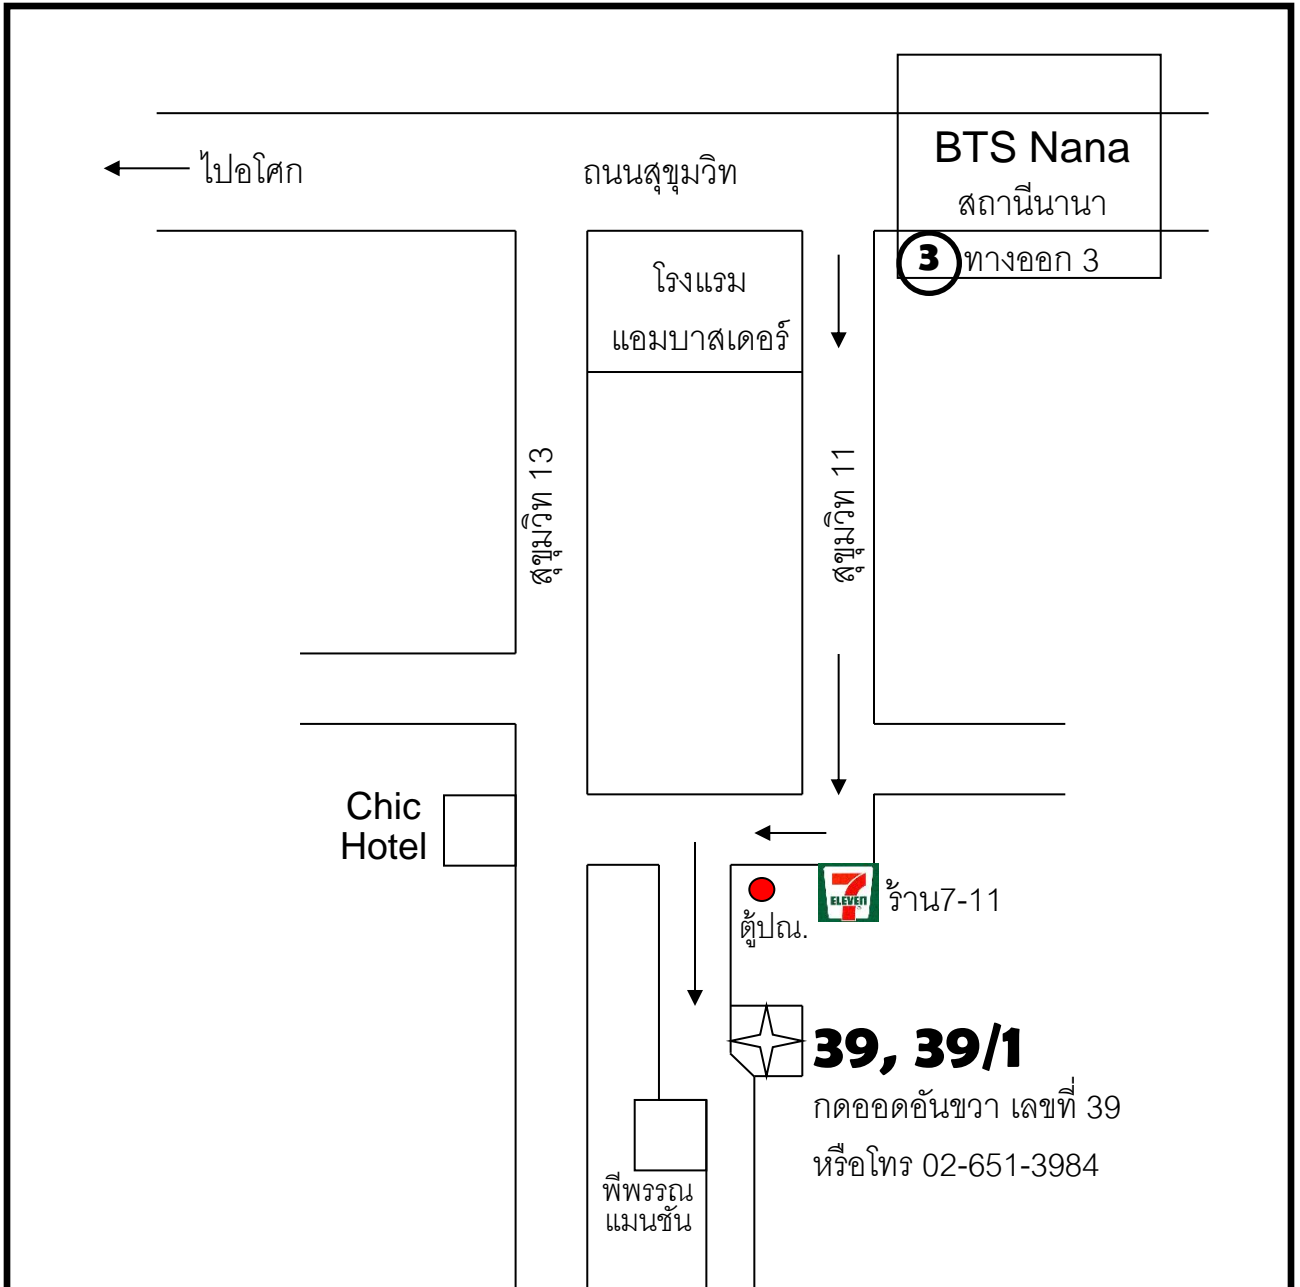 BTS Nana
ไปอโศก
ถนนสุขุมวิท
สถานีนานา
3
ทางออก 3
โรงแรม
แอมบาสเดอร์
สุขุมวิท 13
สุขุมวิท 11
Chic
Hotel
7
ELEVEN
ร้าน7-11
ตู้ปณ.
39, 39/1
กดออดอันขวา เลขที่ 39
หรือโทร 02-651-3984
พีพรรณ
แมนชัน